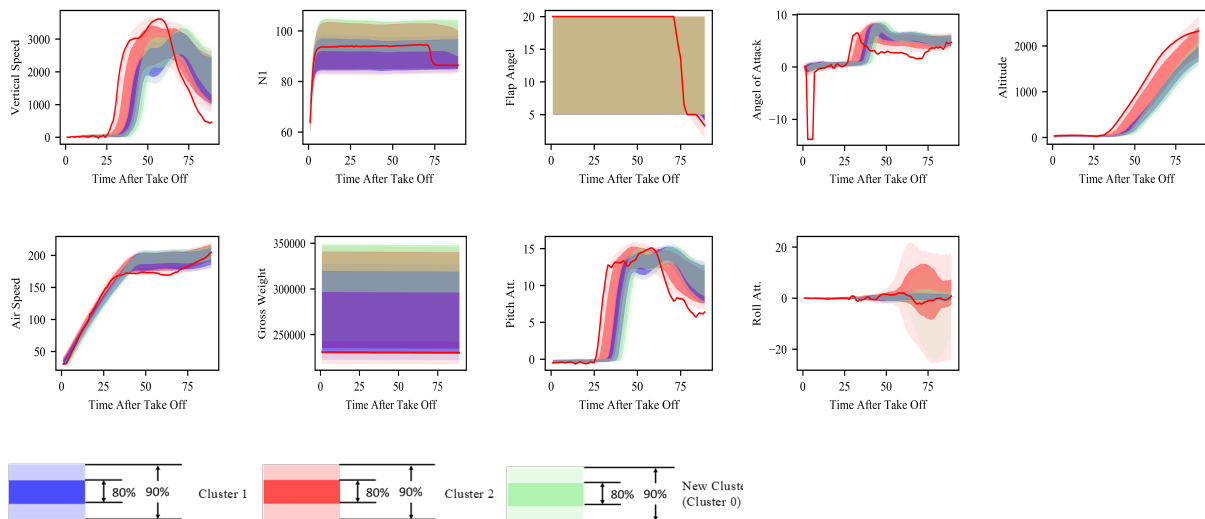 Vertical Speed
3000
2000
1000
0
0 25 50 75
Time After Take Off
N1
100
80
60
0 25 50 75
Time After Take Off
Flap Angel
20
15
10
5
0 25 50 75
Time After Take Off
Angel of Attack
10
0
−10
0 25 50 75
Time After Take Off
Altitude
2000
1000
0
0 25 50 75
Time After Take Off
Air Speed
200
150
100
50
0 25 50 75
Time After Take Off
Gross Weight
350000
300000
250000
0 25 50 75
Time After Take Off
Pitch Att.
15
10
5
0
0 25 50 75
Time After Take Off
Roll Att.
20
0
−20
0 25 50 75
Time After Take Off
80% 90% Cluster 1
80% 90% Cluster 2
80% 90% New Cluste
(Cluster 0)